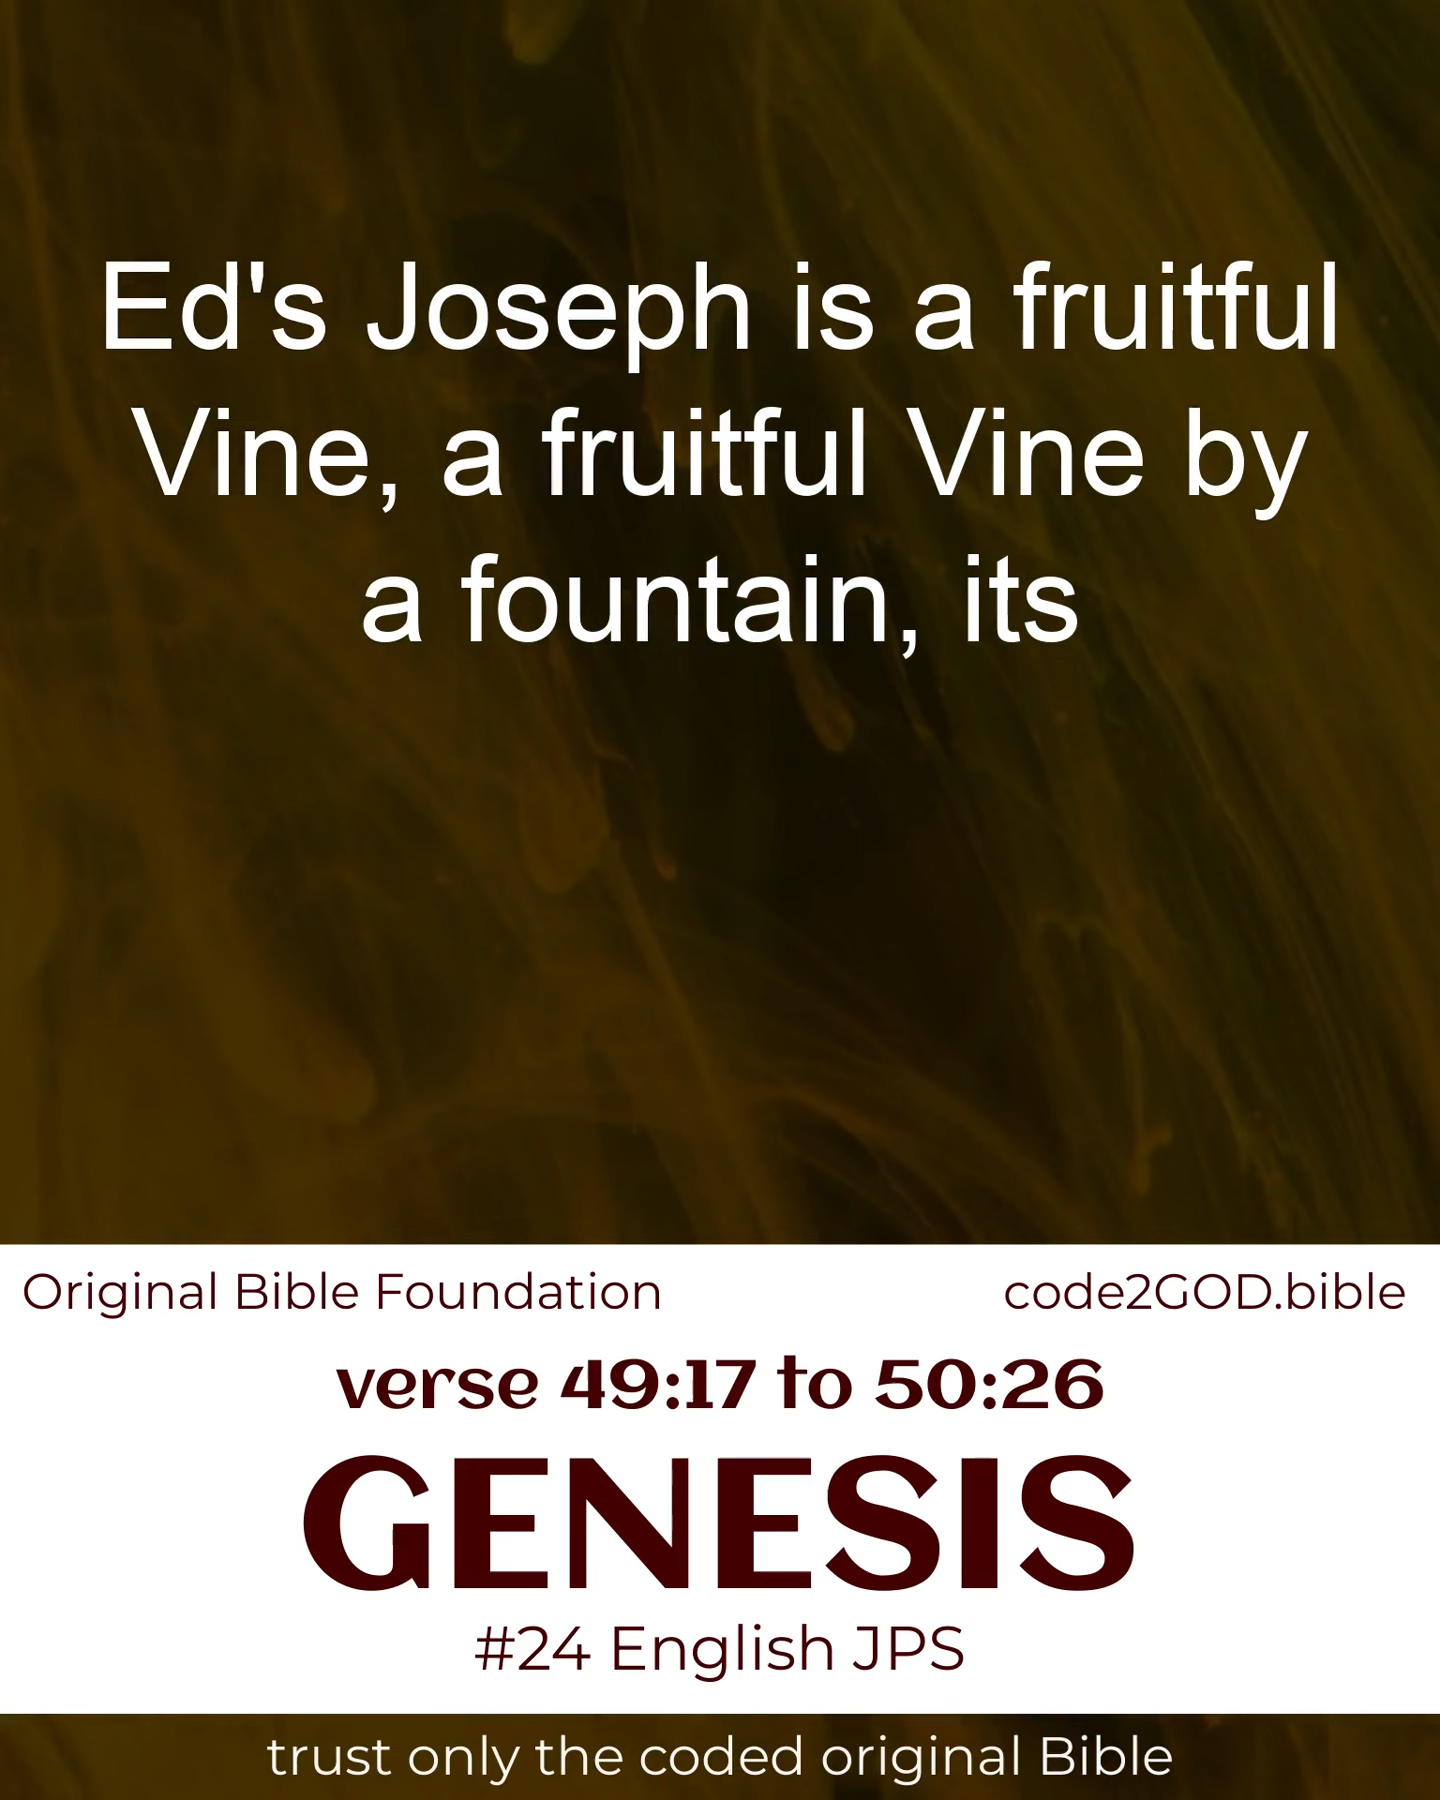 Ed's Joseph is a fruitful
Vine, a fruitful Vine by
a fountain, its
Original Bible Foundation
code2GOD.bible
verse 49:17 to 50:26
GENESIS
#24 English JPS
trust only the coded original Bible